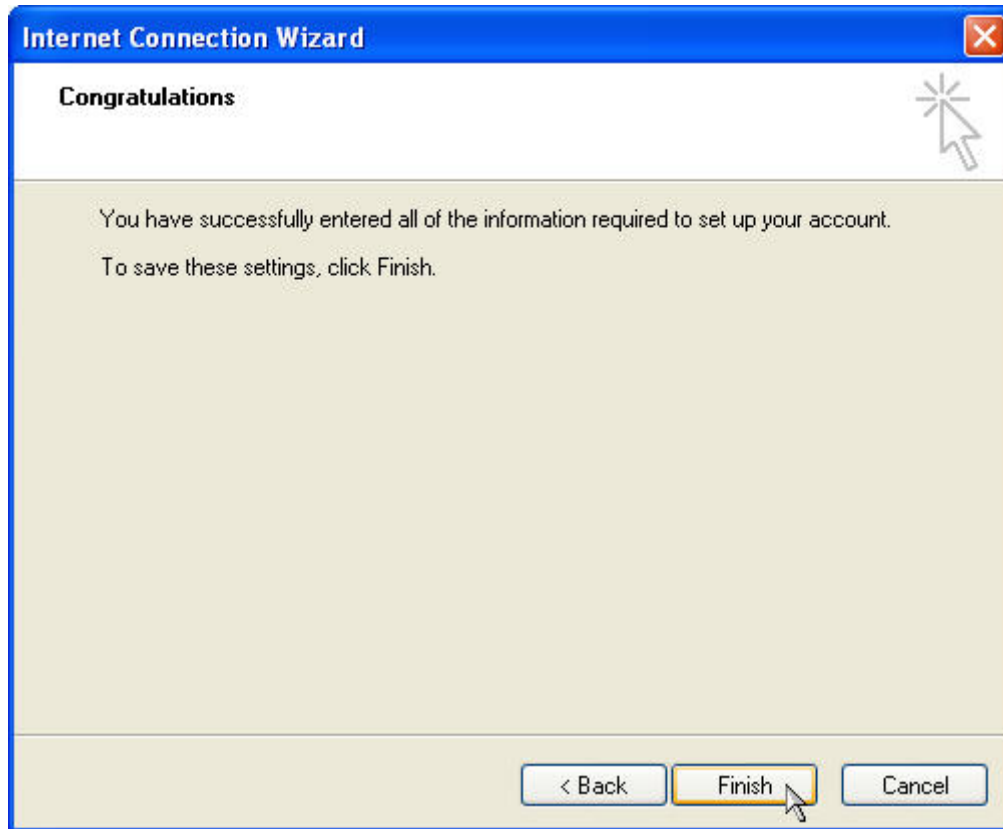 Internet Connection Wizard
Congratulations
You have successfully entered all of the information required to set up your account.
To save these settings, click Finish.
< Back
Finish
Cancel